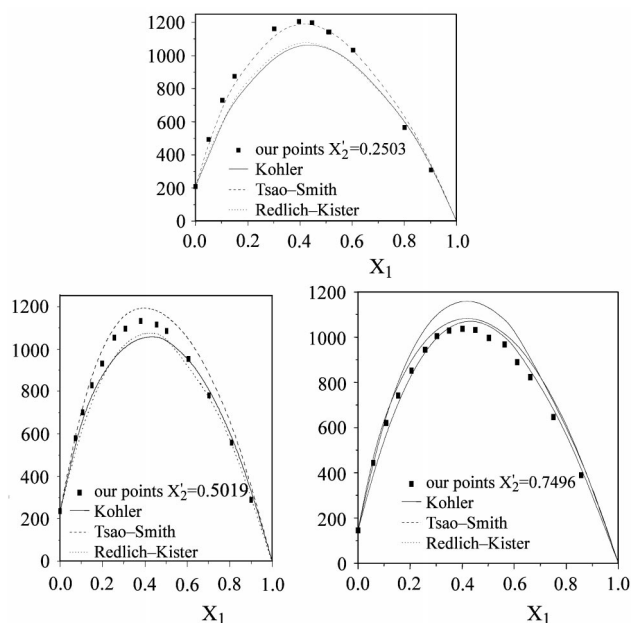 1200
1000
800
600
400
200
0
our points X'₂=0.2503
Kohler
Tsao–Smith
Redlich–Kister
0.0 0.2 0.4 0.6 0.8 1.0
X₁
1200
1000
800
600
400
200
0
our points X'₂=0.5019
Kohler
Tsao–Smith
Redlich–Kister
0.0 0.2 0.4 0.6 0.8 1.0
X₁
1200
1000
800
600
400
200
0
our points X'₂=0.7496
Kohler
Tsao–Smith
Redlich–Kister
0.0 0.2 0.4 0.6 0.8 1.0
X₁